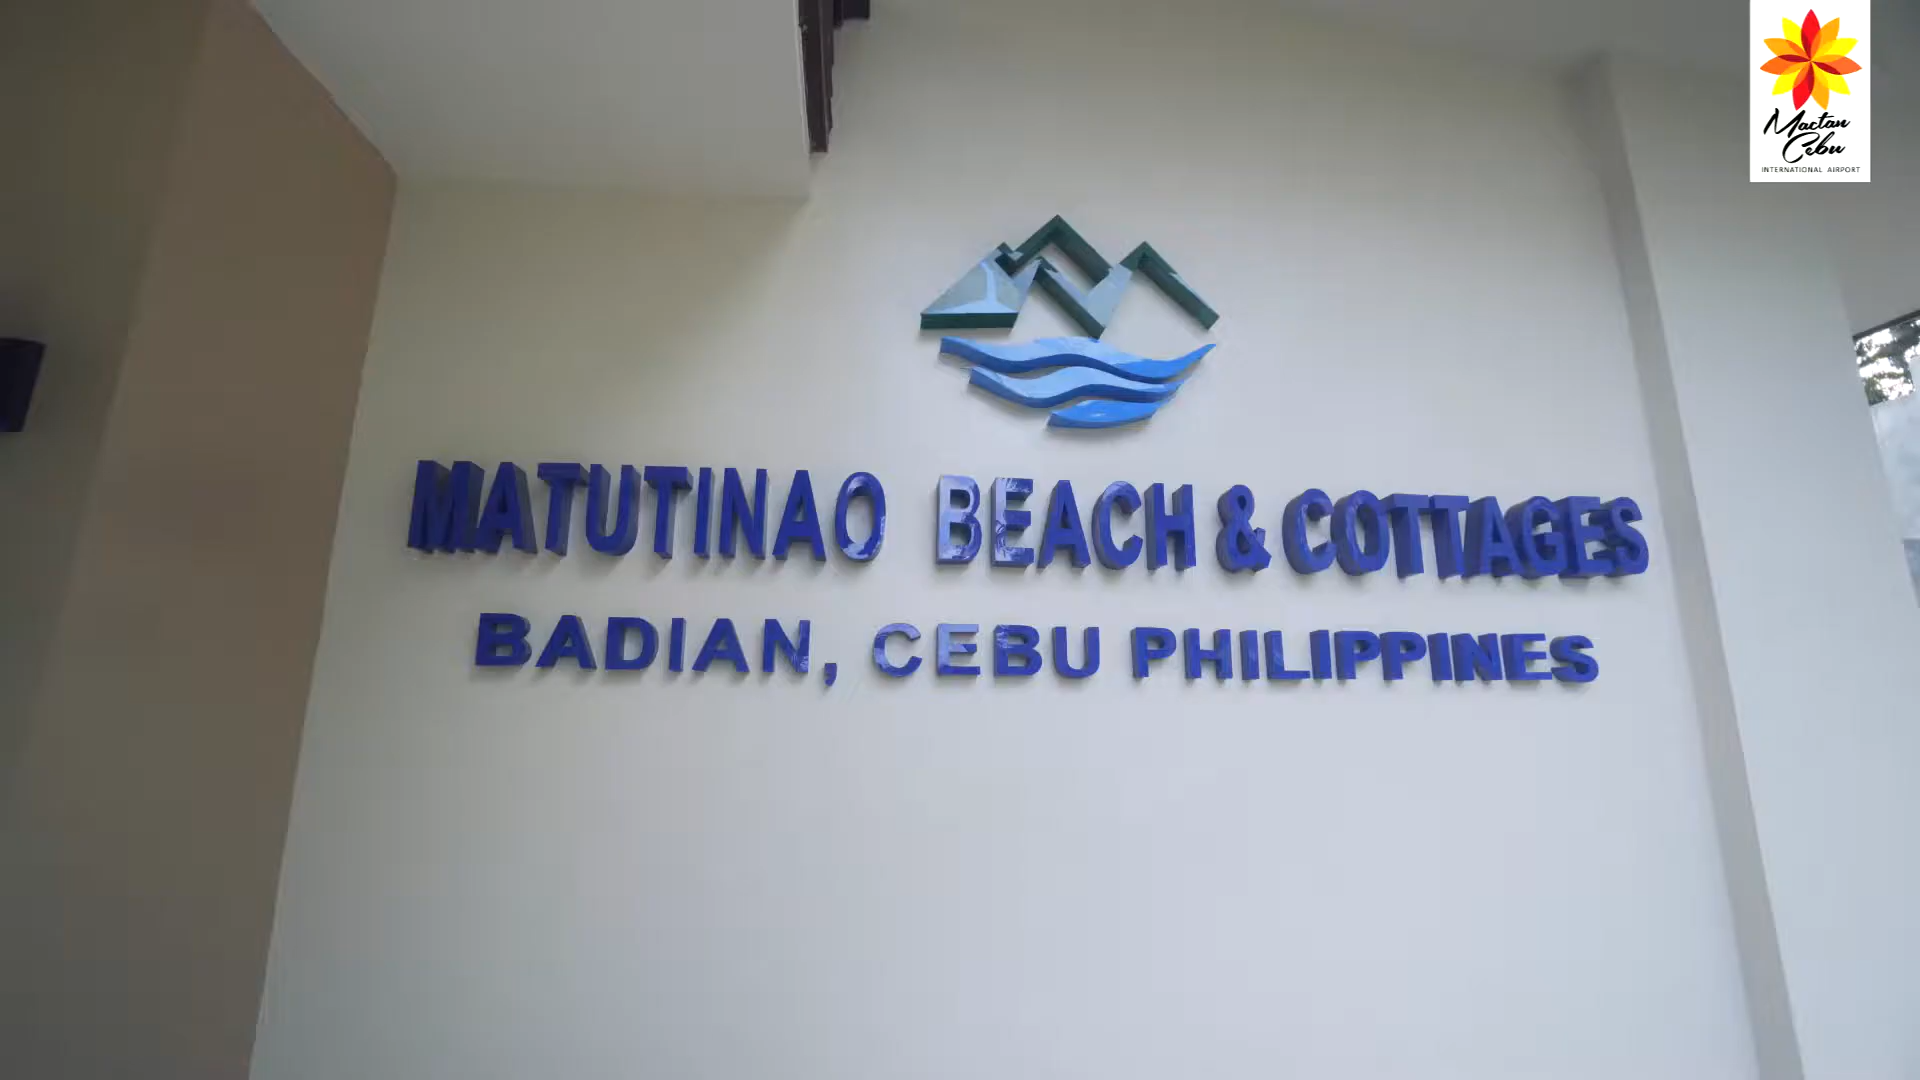 Mactan
Cebu
INTERNATIONAL AIRPORT
MATUTINAO BEACH & COTTAGES
BADIAN, CEBU PHILIPPINES